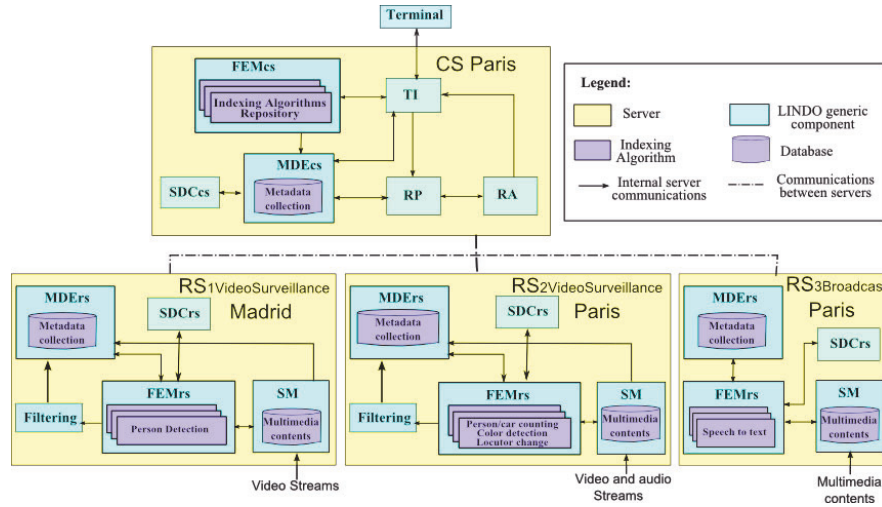 Terminal
CS Paris
FEMcs
Indexing Algorithms
Repository
TI
MDEcs
Metadata
collection
SDCcs
RP
RA
Legend:
Server
LINDO generic
component
Indexing
Algorithm
Database
Internal server
communications
Communications
between servers
RS1VideoSurveillance
Madrid
MDErs
Metadata
collection
SDCrs
FEMrs
Person Detection
Filtering
SM
Multimedia
contents
Video Streams
RS2VideoSurveillance
Paris
MDErs
Metadata
collection
SDCrs
FEMrs
Person/car counting
Color detection
Locutor change
Filtering
SM
Multimedia
contents
Video and audio
Streams
RS3Broadcas
Paris
MDErs
Metadata
collection
SDCrs
FEMrs
Speech to text
SM
Multimedia
contents
Multimedia
contents